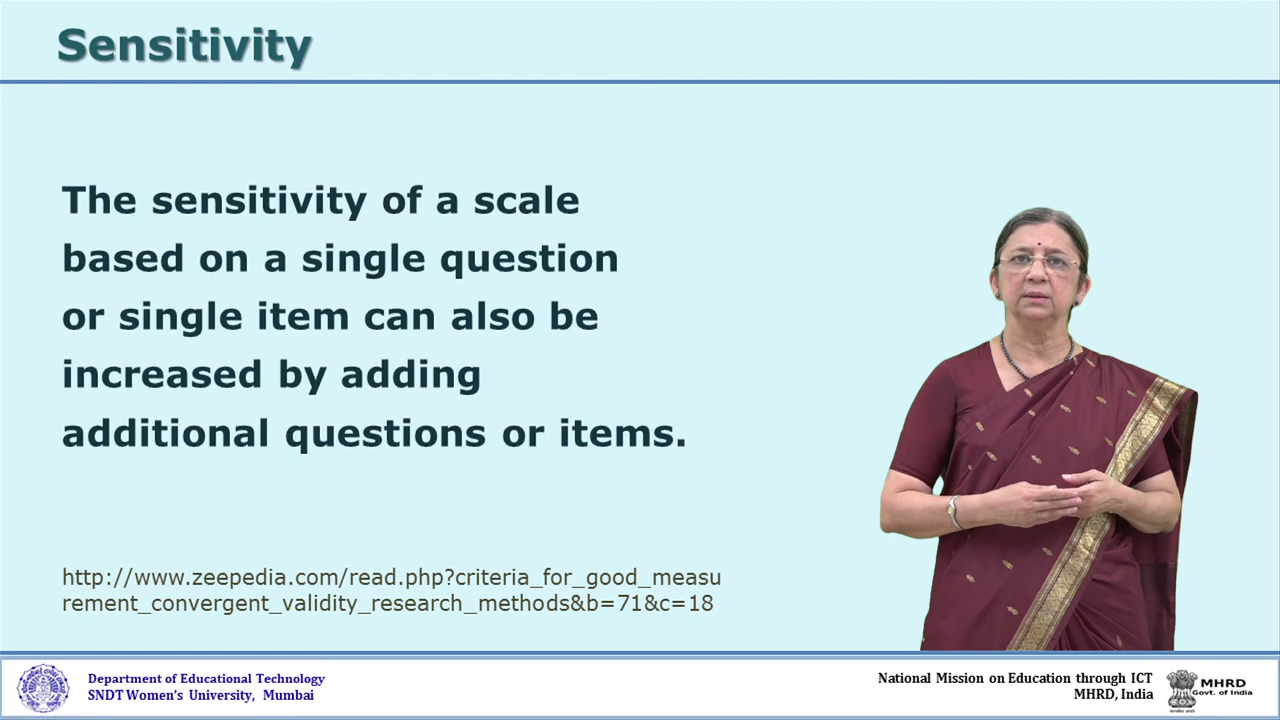 Sensitivity
The sensitivity of a scale
based on a single question
or single item can also be
increased by adding
additional questions or items.
http://www.zeepedia.com/read.php?criteria_for_good_measu
rement_convergent_validity_research_methods&b=71&c=18
Department of Educational Technology
SNDT Women's University, Mumbai
National Mission on Education through ICT
MHRD, India
MHRD
Govt. of India